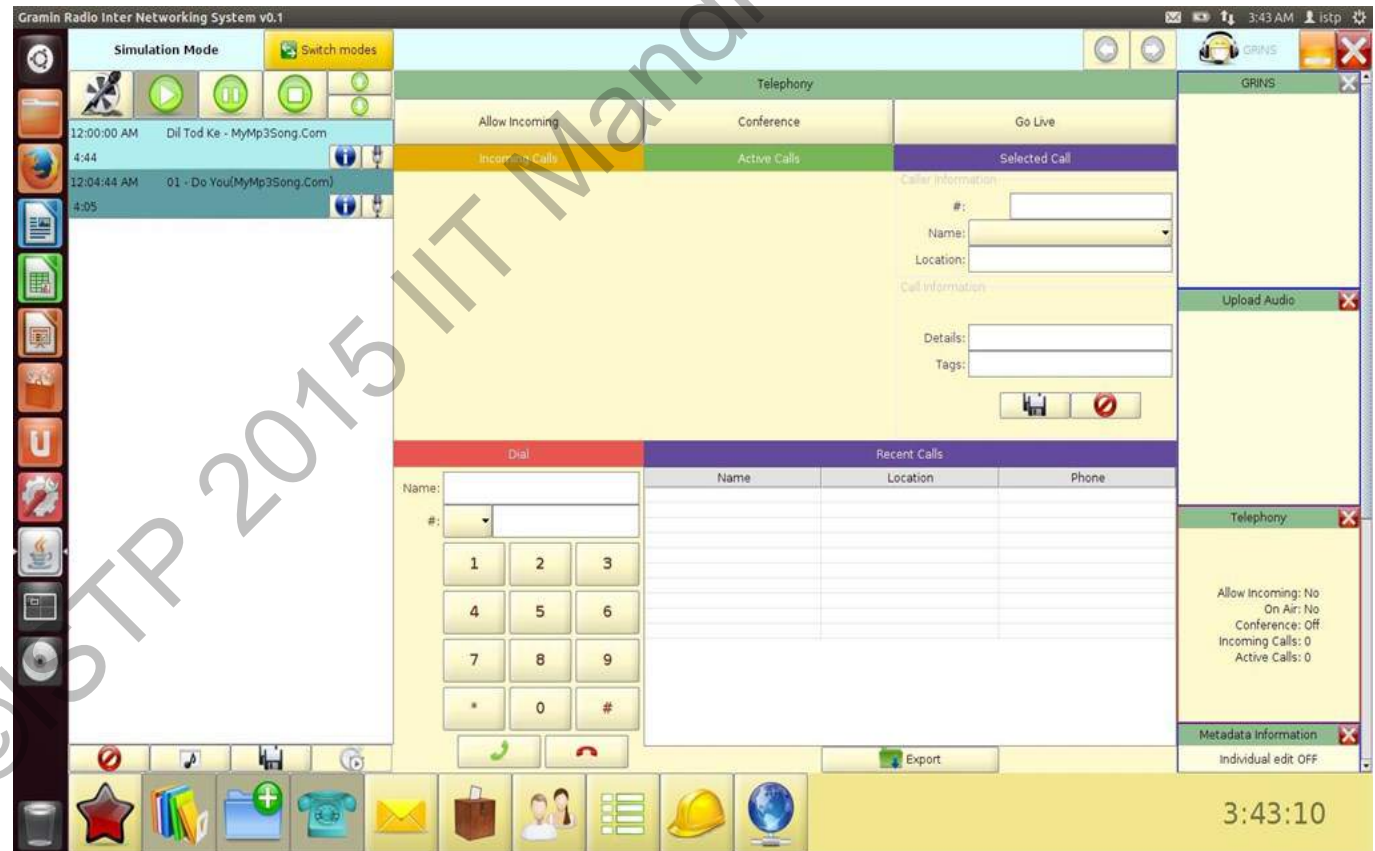 Gramin Radio Inter Networking System v0.1
3:43 AM istp
Simulation Mode
Switch modes
GRINS
Telephony
GRINS
Allow Incoming
Conference
Go Live
12:00:00 AM Dil Tod Ke - MyMp3Song.Com
4:44
Incoming Calls
Active Calls
Selected Call
12:04:44 AM 01 - Do You(MyMp3Song.Com)
4:05
Caller Information
#:
Name:
Location:
Call Information
Upload Audio
Details:
Tags:
Dial
Recent Calls
Name:
Name
Location
Phone
#:
Telephony
1 2 3
4 5 6
7 8 9
* 0 #
Allow Incoming: No
On Air: No
Conference: Off
Incoming Calls: 0
Active Calls: 0
Metadata Information
Individual edit OFF
Export
3:43:10
©ISTP 2015 IIT Mandi